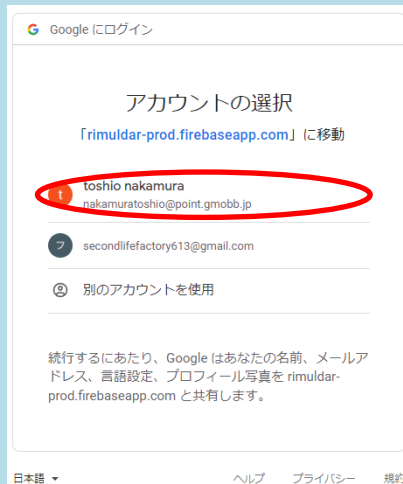 Google にログイン
アカウントの選択
「rimuldar-prod.firebaseapp.com」に移動
t
toshio nakamura
nakamuratoshio@point.gmobb.jp
フ
secondlifefactory613@gmail.com
別のアカウントを使用
続行するにあたり、Google はあなたの名前、メールア
ドレス、言語設定、プロフィール写真を rimuldar-
prod.firebaseapp.com と共有します。
日本語 ヘルプ プライバシー 規約